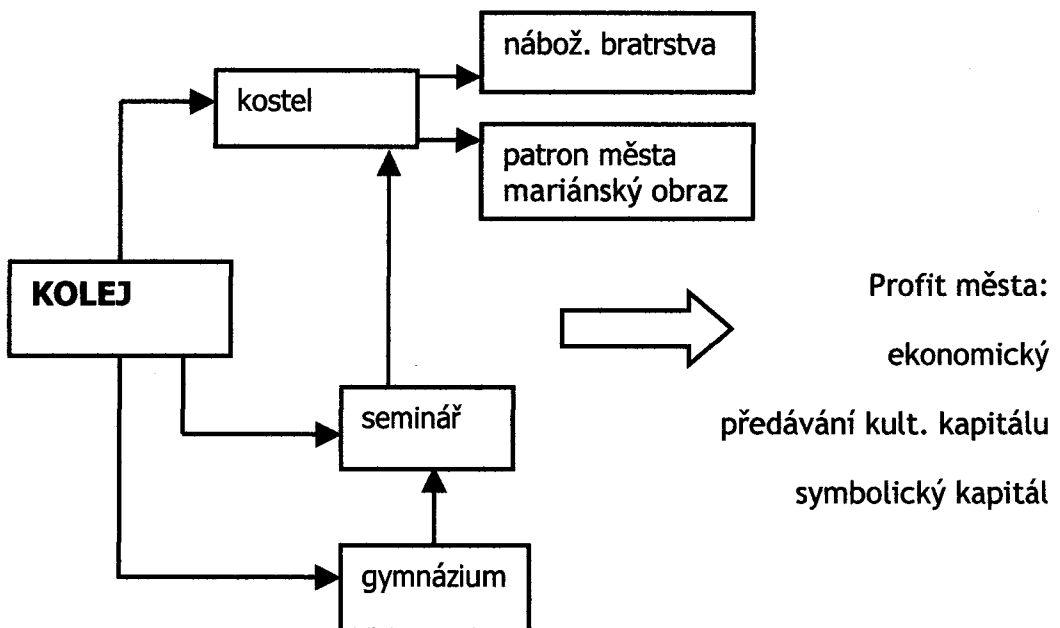 nábož. bratrstva
kostel
patron města
mariánský obraz
KOLEJ
Profit města:
ekonomický
seminář
předávání kult. kapitálu
symbolický kapitál
gymnázium